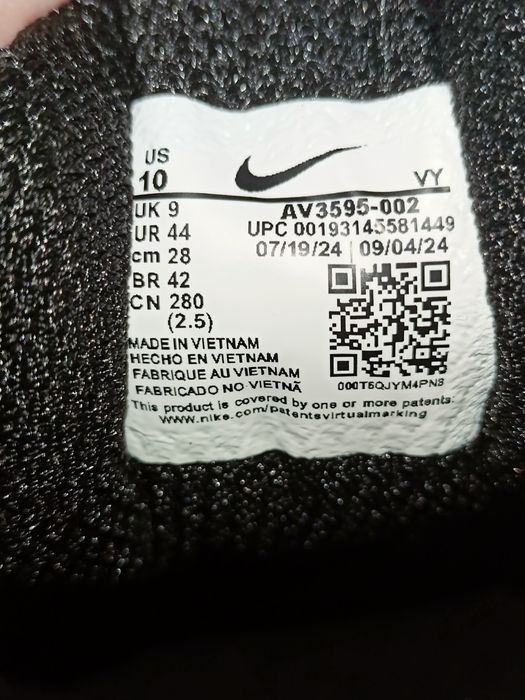 US
10
VY
UK 9
UR 44
cm 28
BR 42
CN 280
(2.5)
AV3595-002
UPC 00193145581449
07/19/24 | 09/04/24
000T5QJYM4PN8
MADE IN VIETNAM
HECHO EN VIETNAM
FABRIQUE AU VIETNAM
FABRICADO NO VIETNÃ
This product is covered by one or more patents:
www.nike.com/patentsvirtualmarking